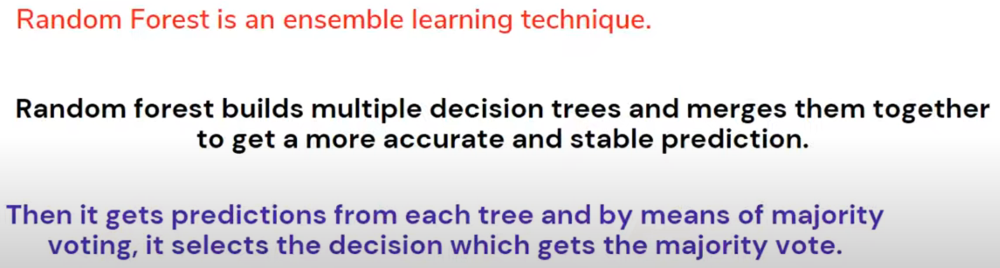 Random Forest is an ensemble learning technique.
Random forest builds multiple decision trees and merges them together
to get a more accurate and stable prediction.
Then it gets predictions from each tree and by means of majority
voting, it selects the decision which gets the majority vote.